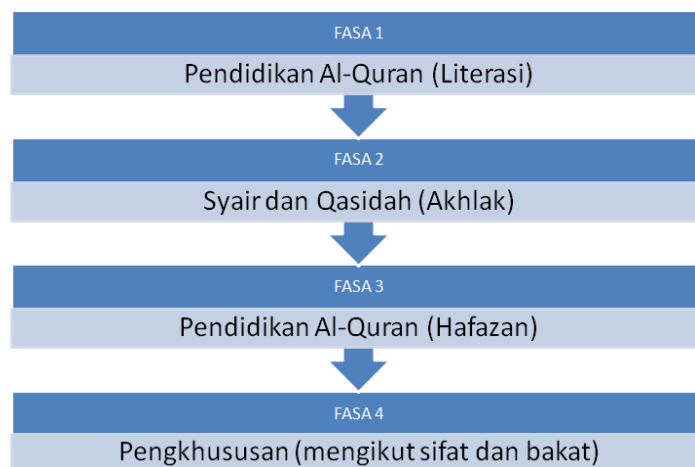 FASA 1
Pendidikan Al-Quran (Literasi)
FASA 2
Syair dan Qasidah (Akhlak)
FASA 3
Pendidikan Al-Quran (Hafazan)
FASA 4
Pengkhususan (mengikut sifat dan bakat)